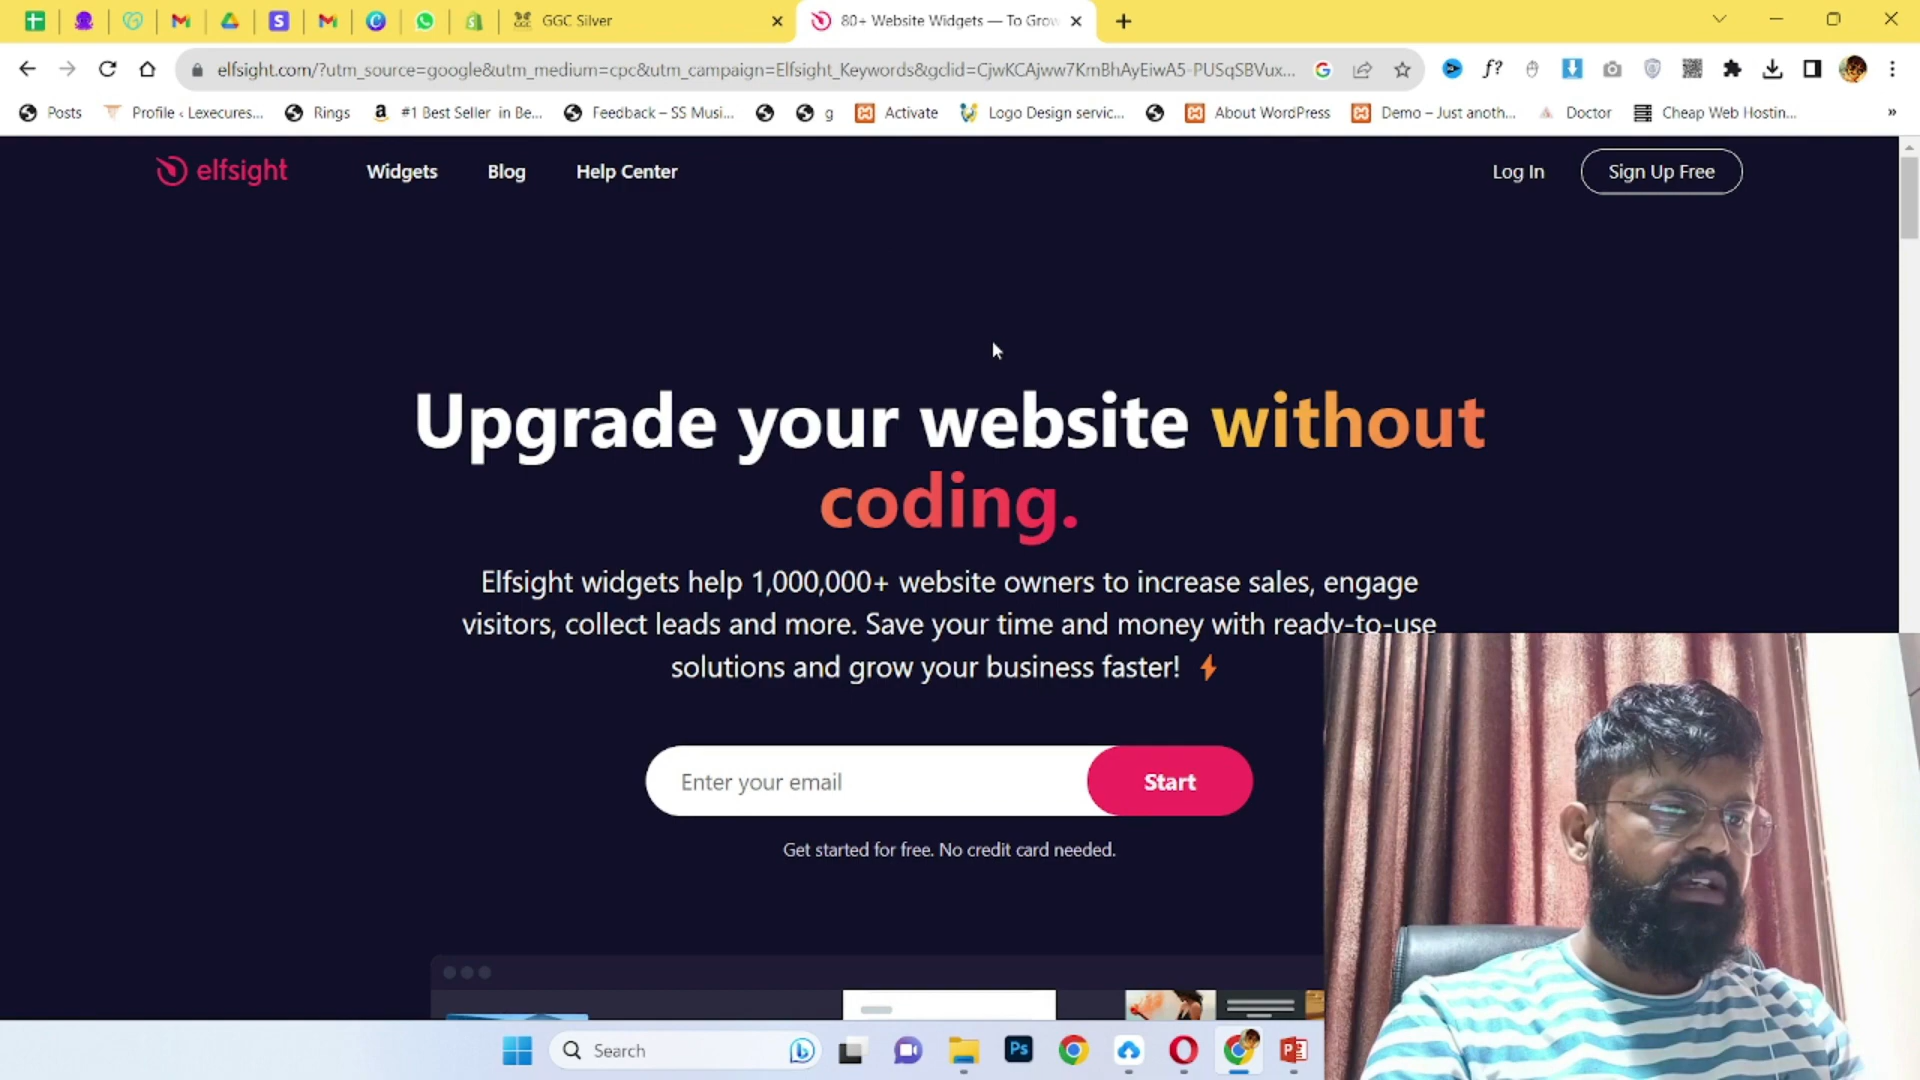 GGC Silver
80+ Website Widgets — To Grow
elfsight.com/?utm_source=google&utm_medium=cpc&utm_campaign=Elfsight_Keywords&gclid=CjwKCAjww7KmBhAyEiwA5-PUSqSBVux...
Posts
Profile ‹ Lexecures...
Rings
#1 Best Seller in Be...
Feedback – SS Musi...
g
Activate
Logo Design servic...
About WordPress
Demo – Just anoth...
Doctor
Cheap Web Hostin...
»
elfsight
Widgets
Blog
Help Center
Log In
Sign Up Free
Upgrade your website without
coding.
Elfsight widgets help 1,000,000+ website owners to increase sales, engage
visitors, collect leads and more. Save your time and money with ready-to-use
solutions and grow your business faster!
Enter your email
Start
Get started for free. No credit card needed.
Search
Ps